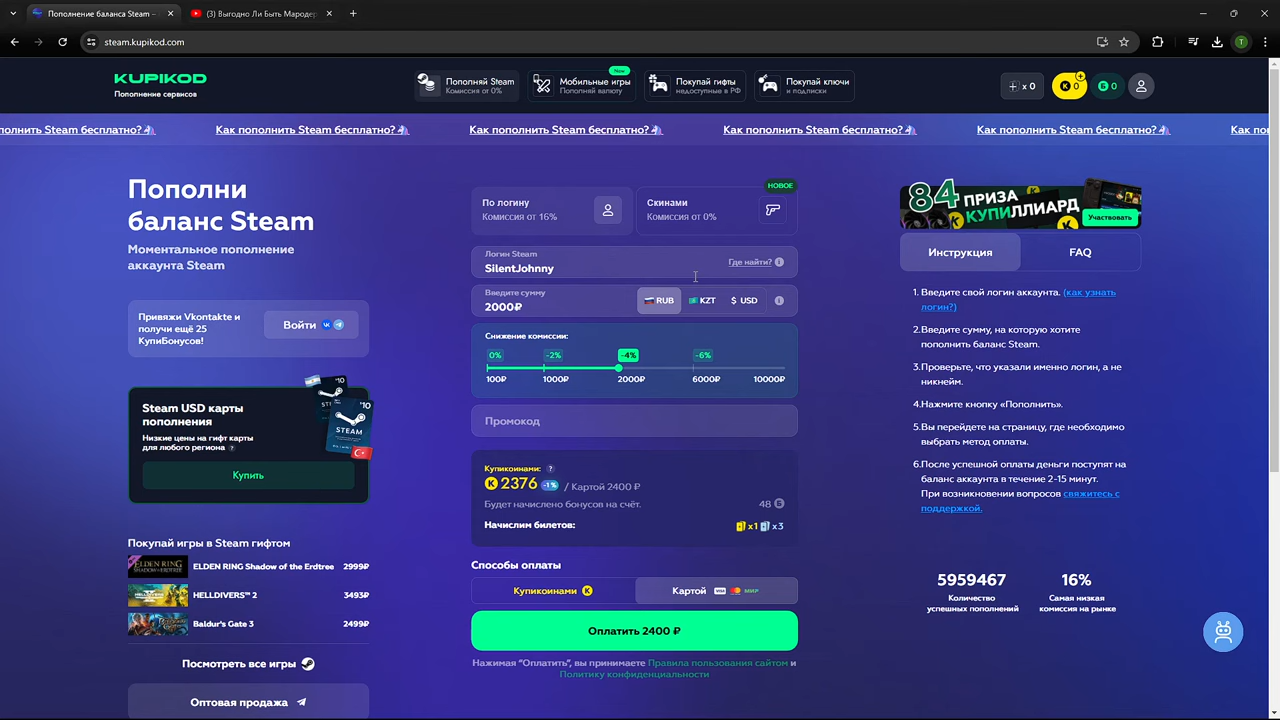 Пополнение баланса Steam –
(3) Выгодно Ли Быть Мародер
steam.kupikod.com
T
KUPIKOD
Пополнение сервисов
Пополняй Steam
Комиссия от 0%
New
Мобильные игры
Пополняй валюту
Покупай гифты
недоступные в РФ
Покупай ключи
и подписки
x 0
К 0
Б 0
полнить Steam бесплатно?
Как пополнить Steam бесплатно?
Как пополнить Steam бесплатно?
Как пополнить Steam бесплатно?
Как пополнить Steam бесплатно?
Как по
Пополни
баланс Steam
Моментальное пополнение
аккаунта Steam
Привяжи Vkontakte и
получи ещё 25
КупиБонусов!
Войти
Steam USD карты
пополнения
Низкие цены на гифт карты
для любого региона ?
Купить
$10
$10
STEAM
Покупай игры в Steam гифтом
ELDEN RING
ELDEN RING Shadow of the Erdtree 2999₽
HELLDIVERS™ 2 3493₽
Baldur's Gate 3 2499₽
Посмотреть все игры
Оптовая продажа
По логину
Комиссия от 16%
НОВОЕ
Скинами
Комиссия от 0%
Логин Steam
SilentJohnny
Где найти?
Введите сумму
2000₽
RUB
KZT
$ USD
Снижение комиссии:
0% -2% -4% -6%
100₽ 1000₽ 2000₽ 6000₽ 10000₽
Промокод
Купикоинами: ?
К 2376 -1% / Картой 2400 ₽
Будет начислено бонусов на счёт. 48 Б
Начислим билетов: x1 x3
Способы оплаты
Купикоинами К
Картой VISA МИР
Оплатить 2400 ₽
Нажимая “Оплатить”, вы принимаете Правила пользования сайтом и
Политику конфиденциальности
84 ПРИЗА
КУПИЛЛИАРД
Участвовать
Инструкция
FAQ
1. Введите свой логин аккаунта. (как узнать
логин?)
2.Введите сумму, на которую хотите
пополнить баланс Steam.
3.Проверьте, что указали именно логин, а не
никнейм.
4.Нажмите кнопку «Пополнить».
5.Вы перейдете на страницу, где необходимо
выбрать метод оплаты.
6.После успешной оплаты деньги поступят на
баланс аккаунта в течение 2-15 минут.
При возникновении вопросов свяжитесь с
поддержкой.
5959467
Количество
успешных пополнений
16%
Самая низкая
комиссия на рынке